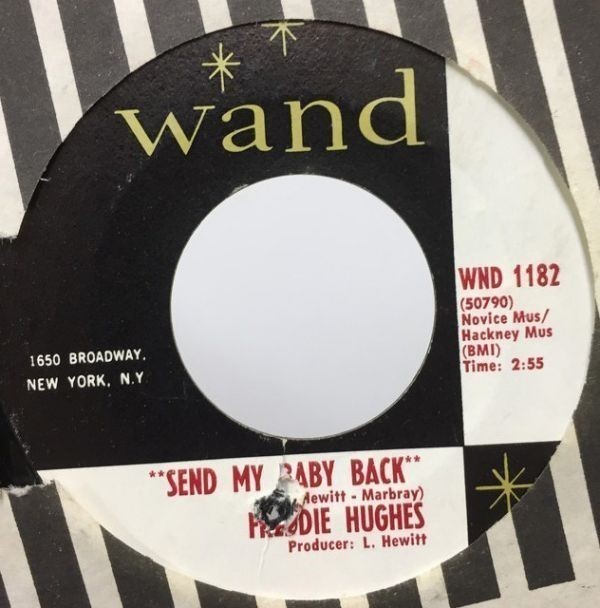 wand
WND 1182
(50790)
Novice Mus/
Hackney Mus
(BMI)
Time: 2:55
1650 BROADWAY.
NEW YORK, N.Y
"SEND MY BABY BACK"
Hewitt - Marbray)
FREDDIE HUGHES
Producer: L. Hewitt